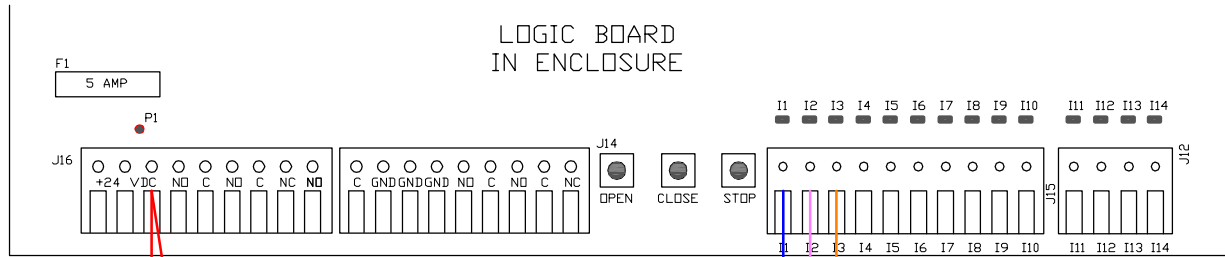 LOGIC BOARD
IN ENCLOSURE
F1
5 AMP
P1
I1 I2 I3 I4 I5 I6 I7 I8 I9 I10 I11 I12 I13 I14
J16
J14
J12
+24 VDC NO C NO C NC NO
C GND GND GND NO C NO C NC
OPEN CLOSE STOP
J15
I1 I2 I3 I4 I5 I6 I7 I8 I9 I10 I11 I12 I13 I14